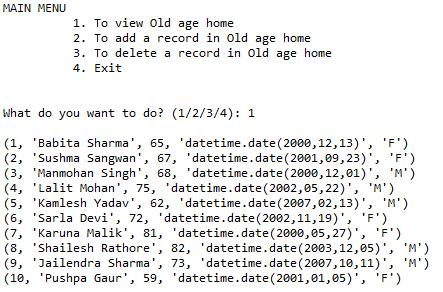 MAIN MENU
1. To view Old age home
2. To add a record in Old age home
3. To delete a record in Old age home
4. Exit
What do you want to do? (1/2/3/4): 1
(1, 'Babita Sharma', 65, 'datetime.date(2000,12,13)', 'F')
(2, 'Sushma Sangwan', 67, 'datetime.date(2001,09,23)', 'F')
(3, 'Manmohan Singh', 68, 'datetime.date(2000,12,01)', 'M')
(4, 'Lalit Mohan', 75, 'datetime.date(2002,05,22)', 'M')
(5, 'Kamlesh Yadav', 62, 'datetime.date(2007,02,13)', 'M')
(6, 'Sarla Devi', 72, 'datetime.date(2002,11,19)', 'F')
(7, 'Karuna Malik', 81, 'datetime.date(2000,05,27)', 'F')
(8, 'Shailesh Rathore', 82, 'datetime.date(2003,12,05)', 'M')
(9, 'Jailendra Sharma', 73, 'datetime.date(2007,10,11)', 'M')
(10, 'Pushpa Gaur', 59, 'datetime.date(2001,01,05)', 'F')